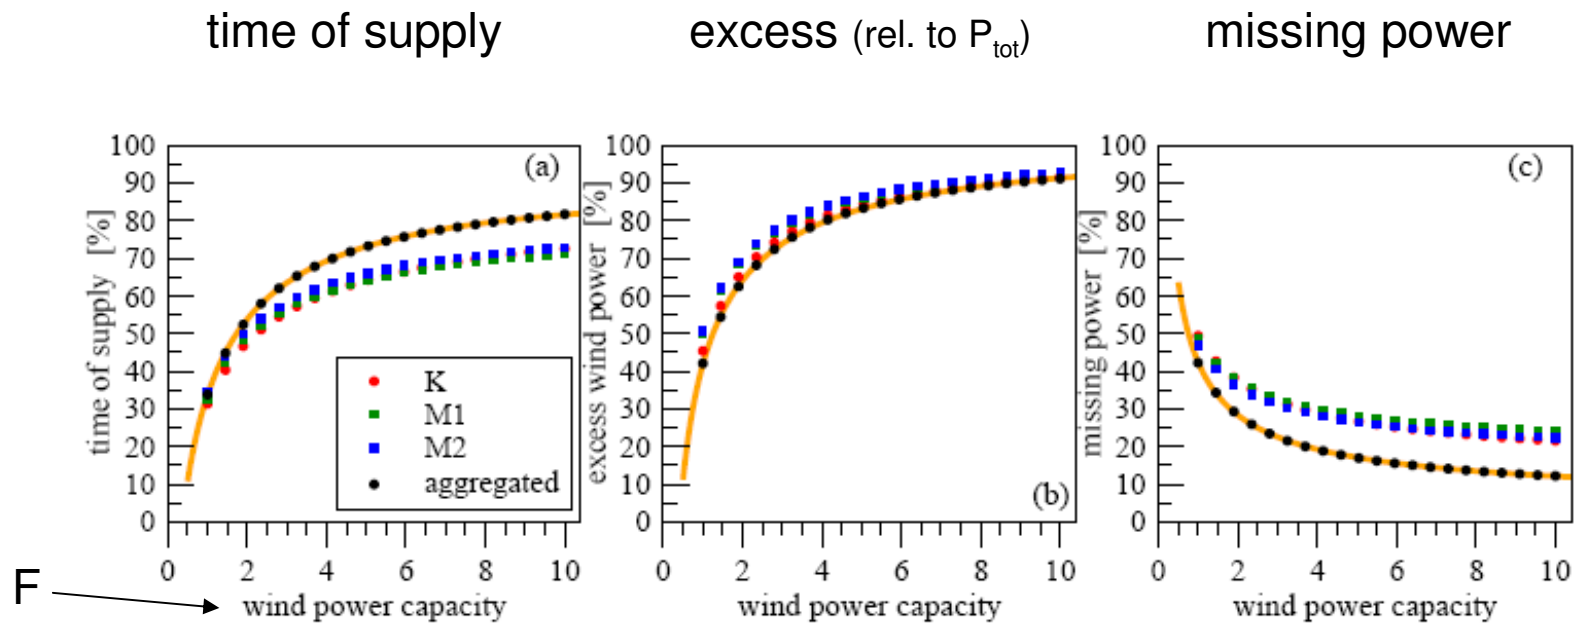 time of supply
excess (rel. to Ptot)
missing power
time of supply [%]
100
90
80
70
60
50
40
30
20
10
0
(a)
K
M1
M2
aggregated
0 2 4 6 8 10
wind power capacity
excess wind power [%]
100
90
80
70
60
50
40
30
20
10
0
(b)
0 2 4 6 8 10
wind power capacity
missing power [%]
100
90
80
70
60
50
40
30
20
10
0
(c)
0 2 4 6 8 10
wind power capacity
F